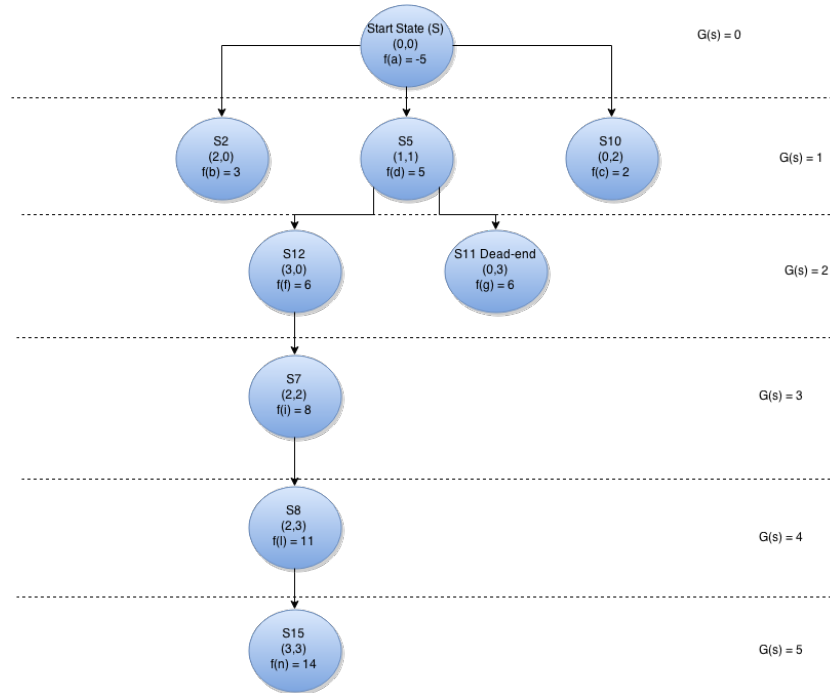 Start State (S)
(0,0)
f(a) = -5
G(s) = 0
S2
(2,0)
f(b) = 3
S5
(1,1)
f(d) = 5
S10
(0,2)
f(c) = 2
G(s) = 1
S12
(3,0)
f(f) = 6
S11 Dead-end
(0,3)
f(g) = 6
G(s) = 2
S7
(2,2)
f(i) = 8
G(s) = 3
S8
(2,3)
f(l) = 11
G(s) = 4
S15
(3,3)
f(n) = 14
G(s) = 5